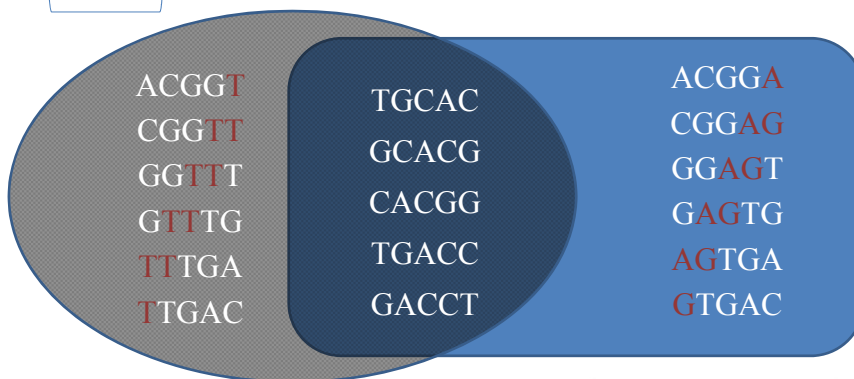 ACGGT
CGGTT
GGTTT
GTTTG
TTTGA
TTGAC
TGCAC
GCACG
CACGG
TGACC
GACCT
ACGGA
CGGAG
GGAGT
GAGTG
AGTGA
GTGAC